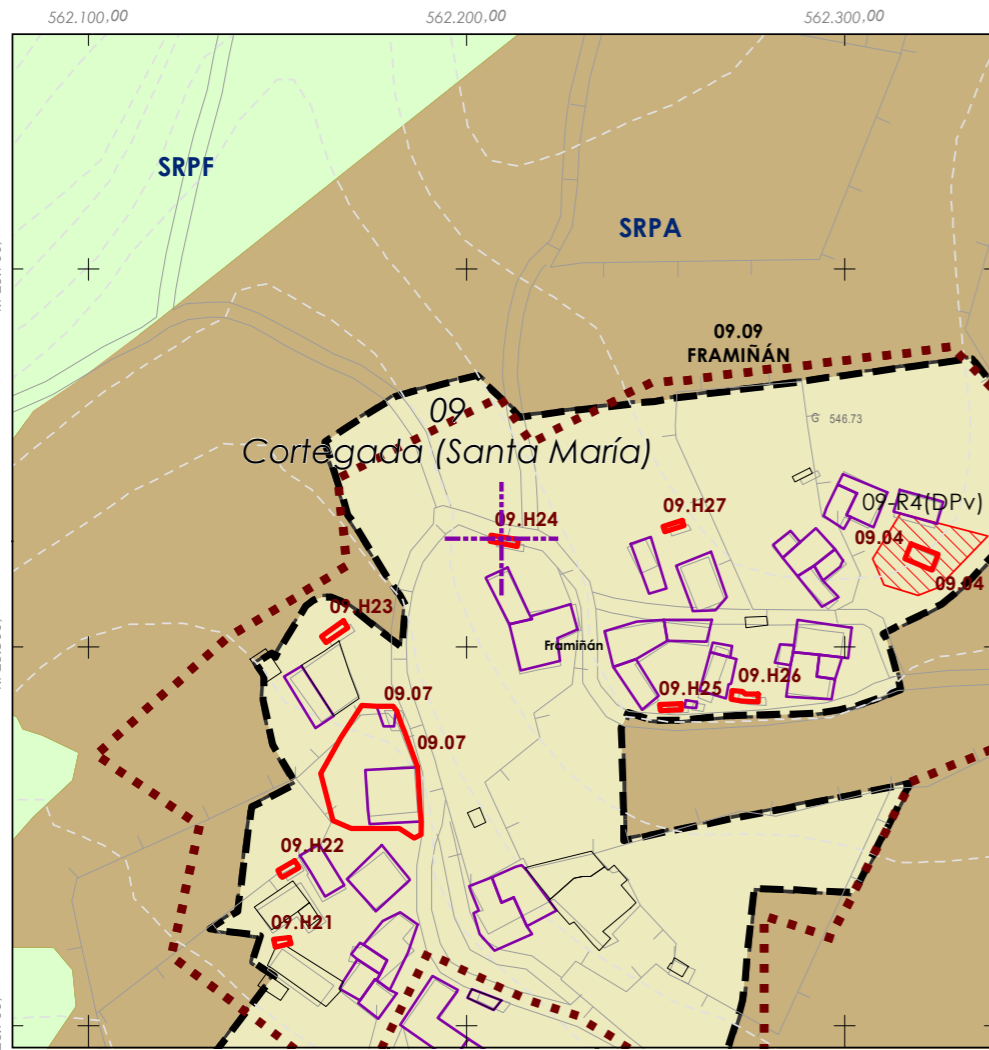 562.100,00
562.200,00
562.300,00
SRPF
SRPA
09.09
FRAMIÑÁN
09
Cortegada (Santa María)
G 546.73
09-R4(DPv)
09.H24
09.H27
09.04
09.04
09.H23
Framiñán
09.H26
09.H25
09.07
09.07
09.H22
09.H21